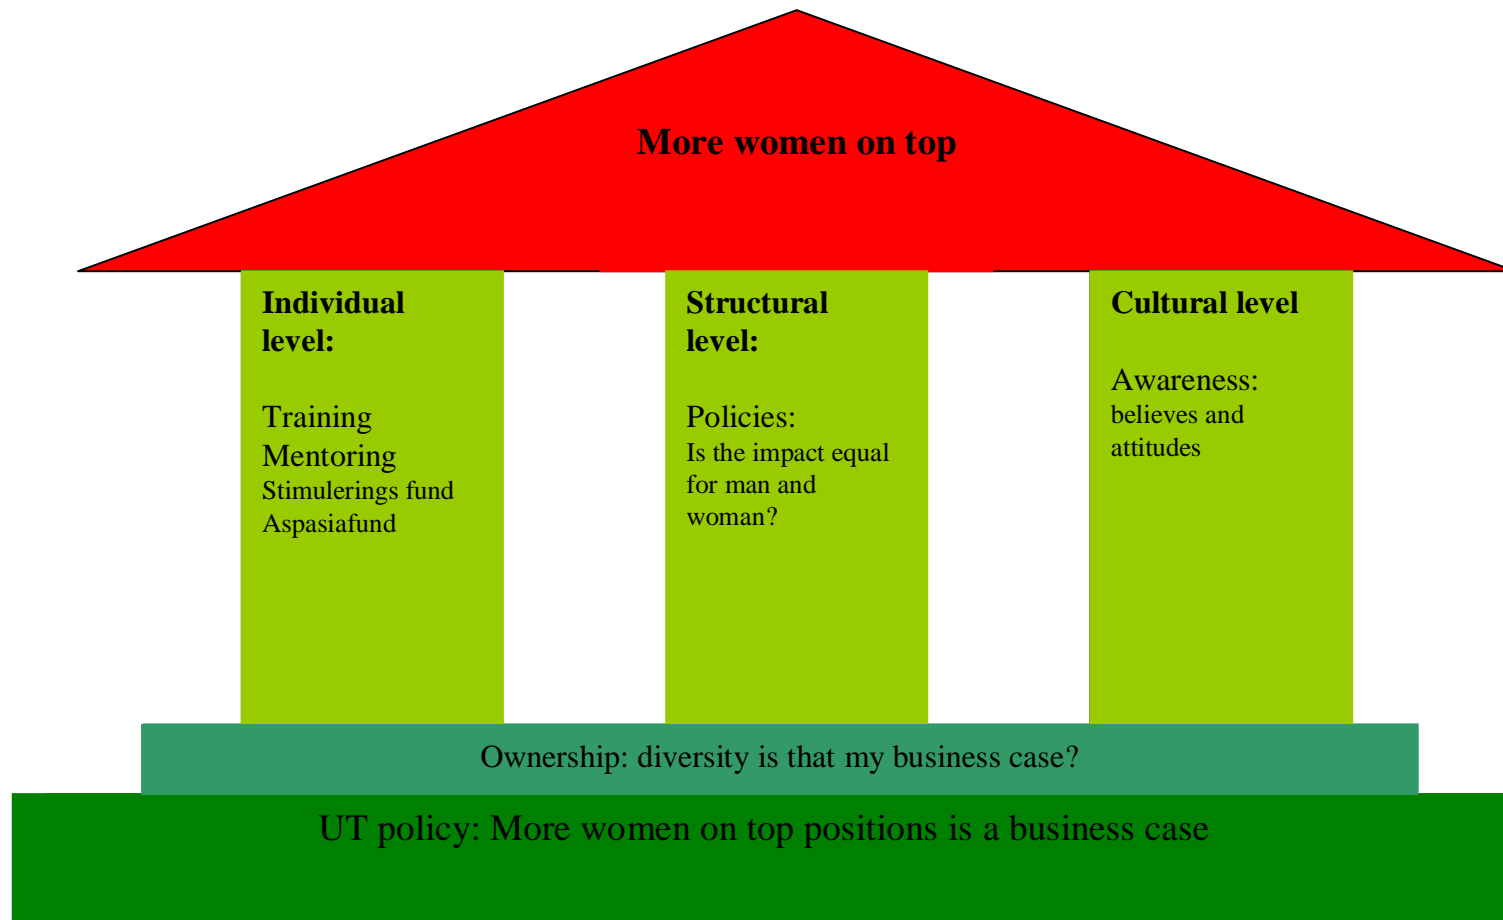 More women on top
Individual
level:
Training
Mentoring
Stimulerings fund
Aspasiafund
Structural
level:
Policies:
Is the impact equal
for man and
woman?
Cultural level
Awareness:
believes and
attitudes
Ownership: diversity is that my business case?
UT policy: More women on top positions is a business case